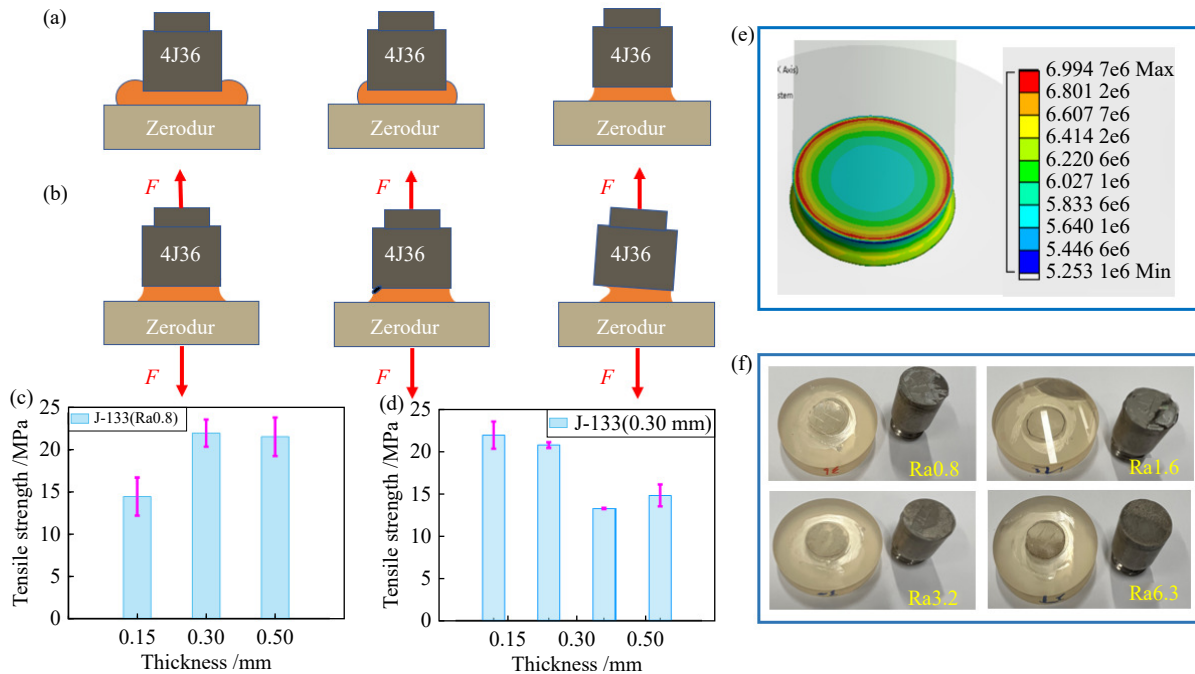 (a)
4J36
4J36
4J36
Zerodur
Zerodur
Zerodur
(b)
F
F
F
4J36
4J36
4J36
Zerodur
Zerodur
Zerodur
F
F
F
(c)
J-133(Ra0.8)
Tensile strength /MPa
25
20
15
10
5
0
0.15
0.30
0.50
Thickness /mm
(d)
J-133(0.30 mm)
Tensile strength /MPa
25
20
15
10
5
0
0.15
0.30
0.50
Thickness /mm
(e)
Axis)
stem
6.994 7e6 Max
6.801 2e6
6.607 7e6
6.414 2e6
6.220 6e6
6.027 1e6
5.833 6e6
5.640 1e6
5.446 6e6
5.253 1e6 Min
(f)
Ra0.8
Ra1.6
Ra3.2
Ra6.3